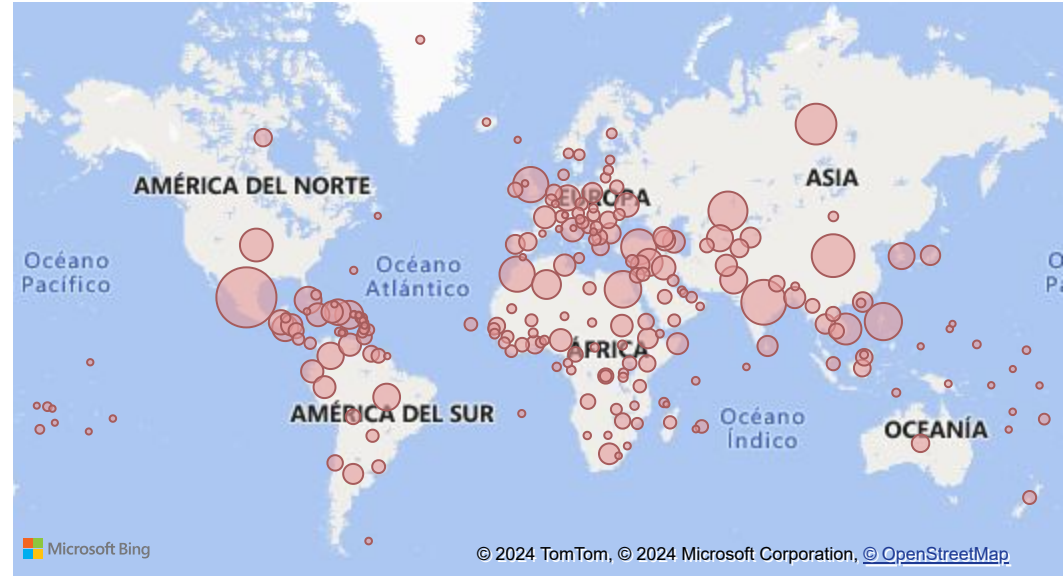 AMÉRICA DEL NORTE
EUROPA
ASIA
Océano
Pacífico
Océano
Atlántico
O
Pa
ÁFRICA
AMÉRICA DEL SUR
Océano
Índico
OCEANÍA
Microsoft Bing
© 2024 TomTom, © 2024 Microsoft Corporation, © OpenStreetMap